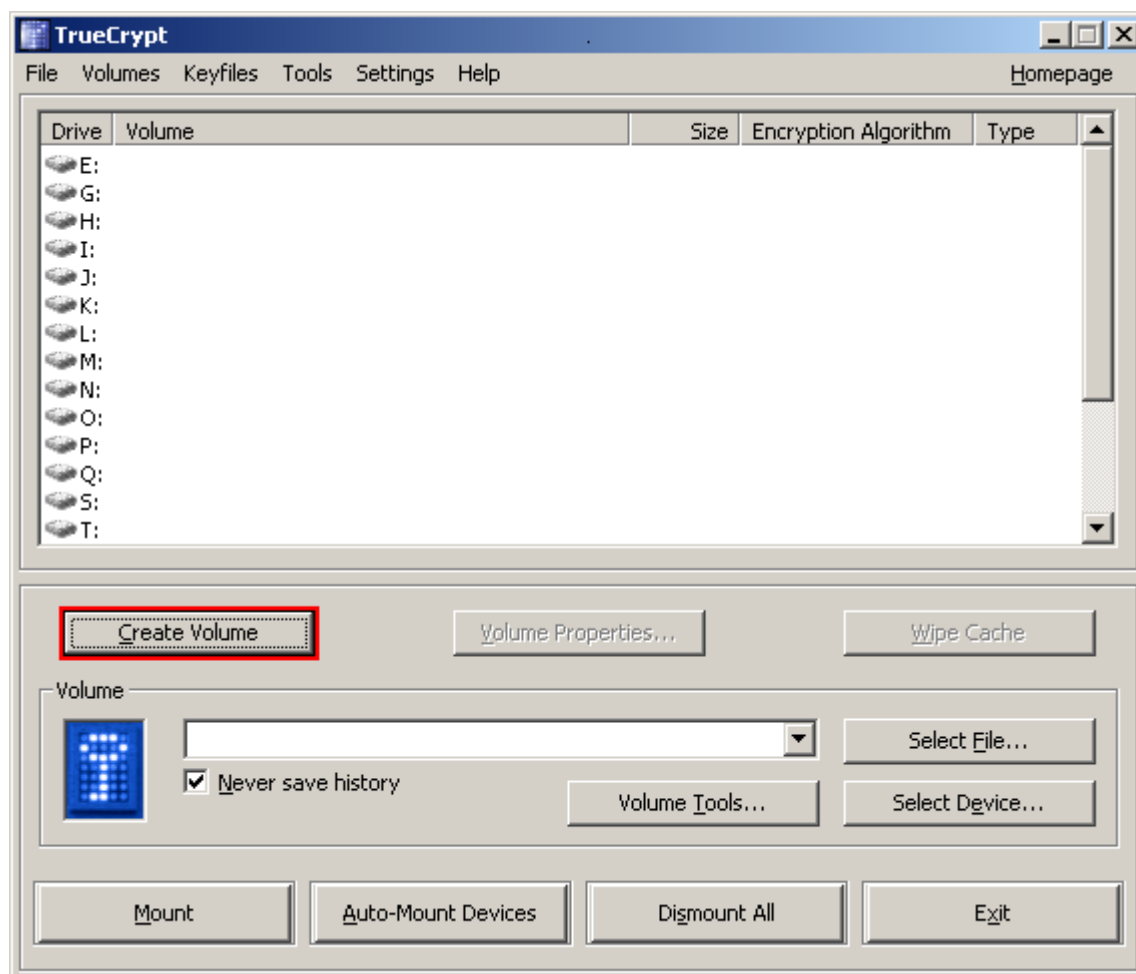 TrueCrypt
File Volumes Keyfiles Tools Settings Help Homepage
Drive Volume Size Encryption Algorithm Type
E:
G:
H:
I:
J:
K:
L:
M:
N:
O:
P:
Q:
S:
T:
Create Volume Volume Properties... Wipe Cache
Volume
Select File...
Never save history
Volume Tools... Select Device...
Mount Auto-Mount Devices Dismount All Exit